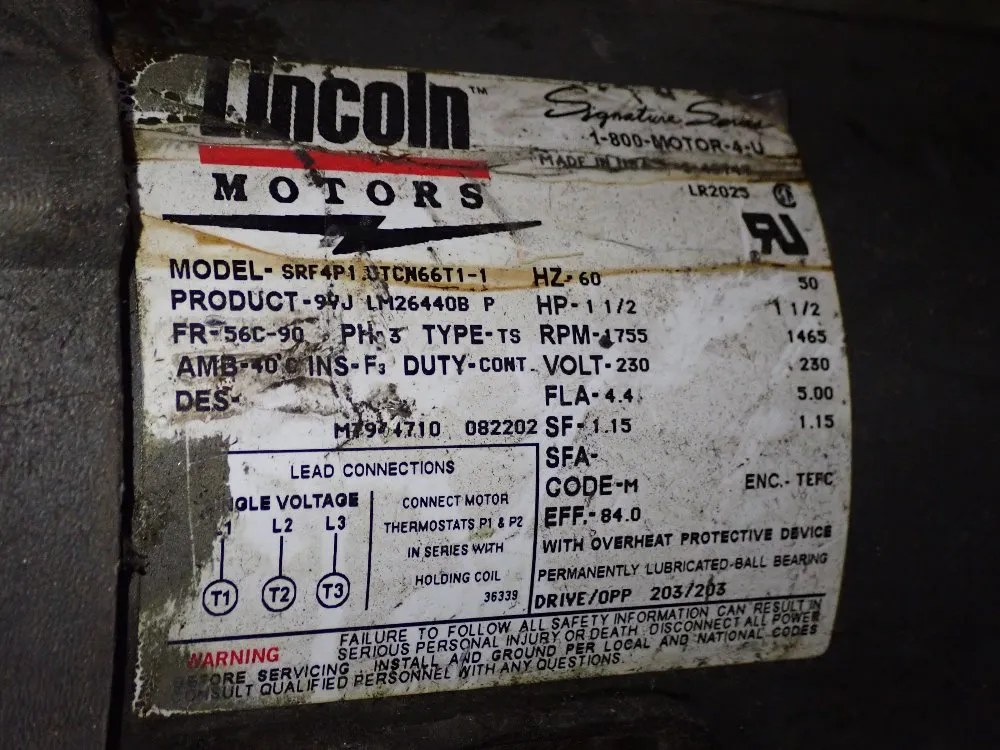 Lincoln™
MOTORS
Signature Series
1-800-MOTOR-4-U
MADE IN
LR2025
MODEL- HZ-60 50
PRODUCT- LM26440B P HP-1 1/2 1 1/2
FR-56C-90 PH-3 TYPE-TS RPM-1755 1465
AMB-40°C INS-F3 DUTY-CONT. VOLT-230 230
DES- FLA-4.4 5.00
082202 SF-1.15 1.15
SFA-
CODE-M ENC.-TEFC
EFF.-84.0
WITH OVERHEAT PROTECTIVE DEVICE
PERMANENTLY LUBRICATED-BALL BEARING
DRIVE/OPP 203/203
LEAD CONNECTIONS
VOLTAGE
L2 L3
T1 T2 T3
CONNECT MOTOR
THERMOSTATS P1 & P2
IN SERIES WITH
HOLDING COIL
36339
WARNING
FAILURE TO FOLLOW ALL SAFETY INFORMATION CAN RESULT IN
SERIOUS PERSONAL INJURY OR DEATH. DISCONNECT ALL POWER
BEFORE SERVICING. INSTALL AND GROUND PER LOCAL AND NATIONAL CODES
CONSULT QUALIFIED PERSONNEL WITH ANY QUESTIONS.